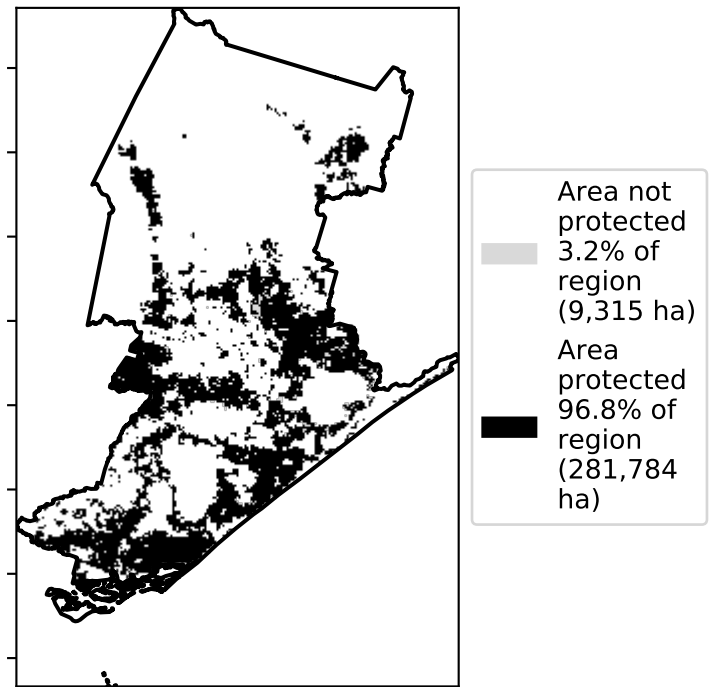 Area not
protected
3.2% of
region
(9,315 ha)
Area
protected
96.8% of
region
(281,784
ha)